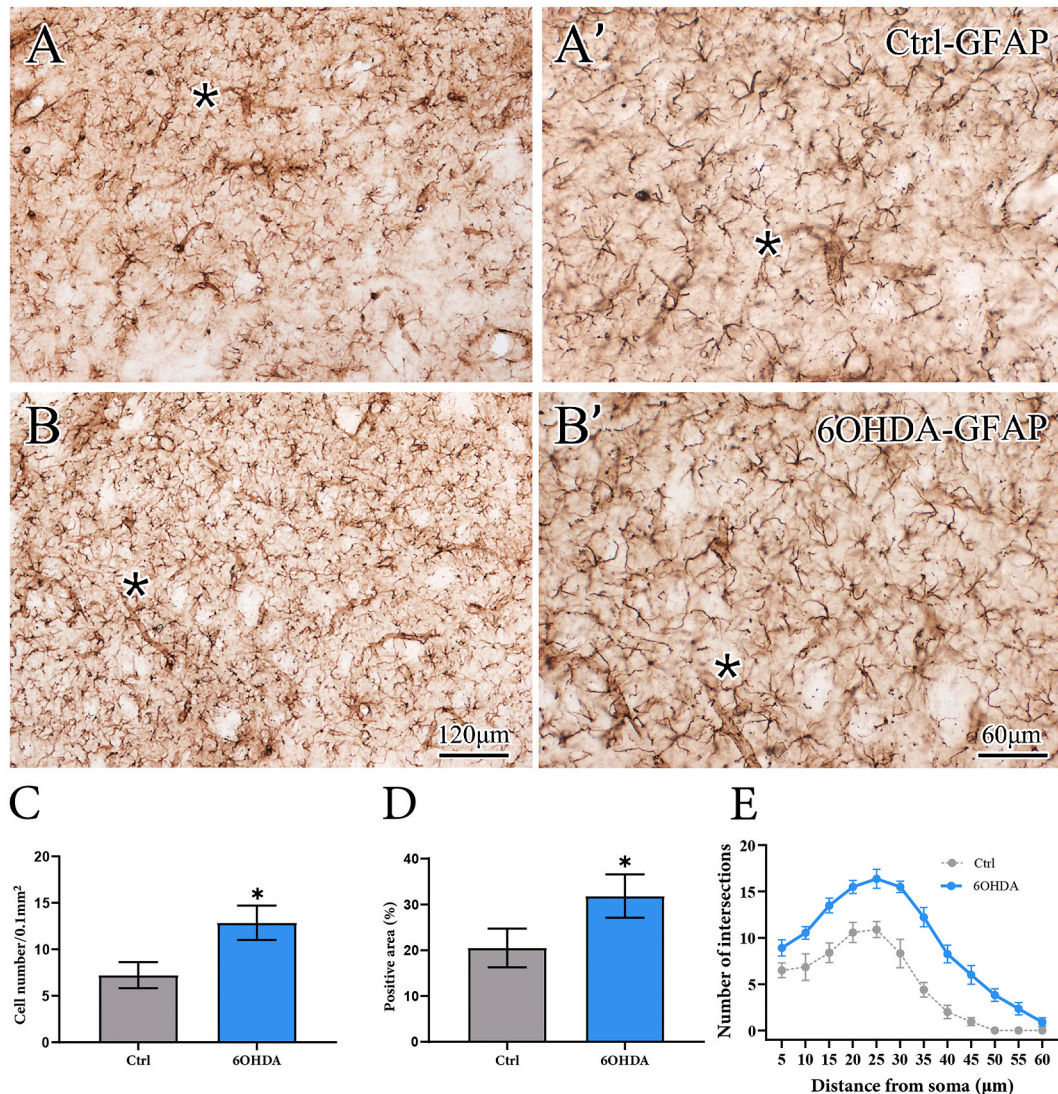 A
*
A’ Ctrl-GFAP
*
B
*
120μm
B’ 6OHDA-GFAP
*
60μm
C
Cell number/0.1mm²
20
15
10
5
0
*
Ctrl 6OHDA
D
Positive area (%)
40
30
20
10
0
*
Ctrl 6OHDA
E
Number of intersections
20
15
10
5
0
Ctrl
6OHDA
5 10 15 20 25 30 35 40 45 50 55 60
Distance from soma (μm)